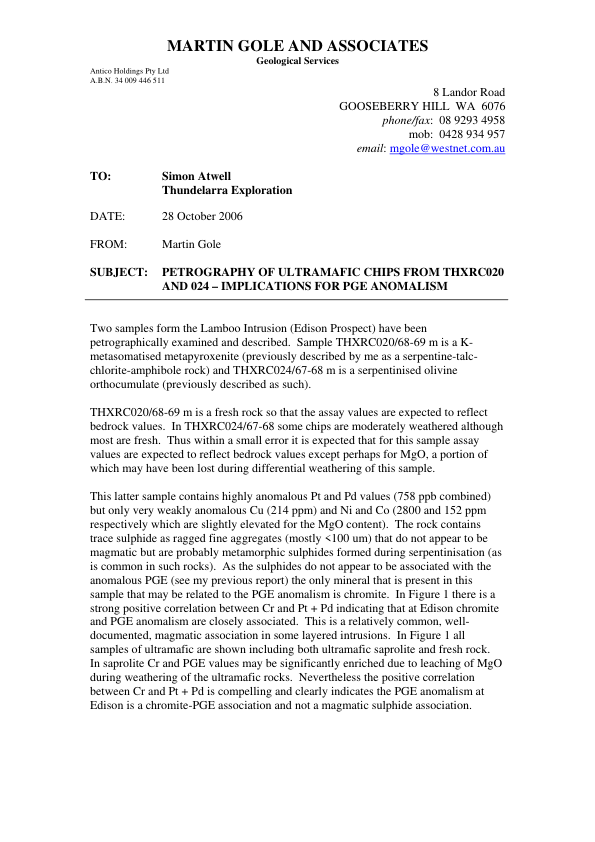 MARTIN GOLE AND ASSOCIATES
Geological Services
Antico Holdings Pty Ltd
A.B.N. 34 009 446 511
8 Landor Road
GOOSEBERRY HILL WA 6076
phone/fax: 08 9293 4958
mob: 0428 934 957
email: mgole@westnet.com.au
TO: Simon Atwell
Thundelarra Exploration
DATE: 28 October 2006
FROM: Martin Gole
SUBJECT: PETROGRAPHY OF ULTRAMAFIC CHIPS FROM THXRC020
AND 024 – IMPLICATIONS FOR PGE ANOMALISM
Two samples form the Lamboo Intrusion (Edison Prospect) have been
petrographically examined and described. Sample THXRC020/68-69 m is a K-
metasomatised metapyroxenite (previously described by me as a serpentine-talc-
chlorite-amphibole rock) and THXRC024/67-68 m is a serpentinised olivine
orthocumulate (previously described as such).
THXRC020/68-69 m is a fresh rock so that the assay values are expected to reflect
bedrock values. In THXRC024/67-68 some chips are moderately weathered although
most are fresh. Thus within a small error it is expected that for this sample assay
values are expected to reflect bedrock values except perhaps for MgO, a portion of
which may have been lost during differential weathering of this sample.
This latter sample contains highly anomalous Pt and Pd values (758 ppb combined)
but only very weakly anomalous Cu (214 ppm) and Ni and Co (2800 and 152 ppm
respectively which are slightly elevated for the MgO content). The rock contains
trace sulphide as ragged fine aggregates (mostly <100 um) that do not appear to be
magmatic but are probably metamorphic sulphides formed during serpentinisation (as
is common in such rocks). As the sulphides do not appear to be associated with the
anomalous PGE (see my previous report) the only mineral that is present in this
sample that may be related to the PGE anomalism is chromite. In Figure 1 there is a
strong positive correlation between Cr and Pt + Pd indicating that at Edison chromite
and PGE anomalism are closely associated. This is a relatively common, well-
documented, magmatic association in some layered intrusions. In Figure 1 all
samples of ultramafic are shown including both ultramafic saprolite and fresh rock.
In saprolite Cr and PGE values may be significantly enriched due to leaching of MgO
during weathering of the ultramafic rocks. Nevertheless the positive correlation
between Cr and Pt + Pd is compelling and clearly indicates the PGE anomalism at
Edison is a chromite-PGE association and not a magmatic sulphide association.